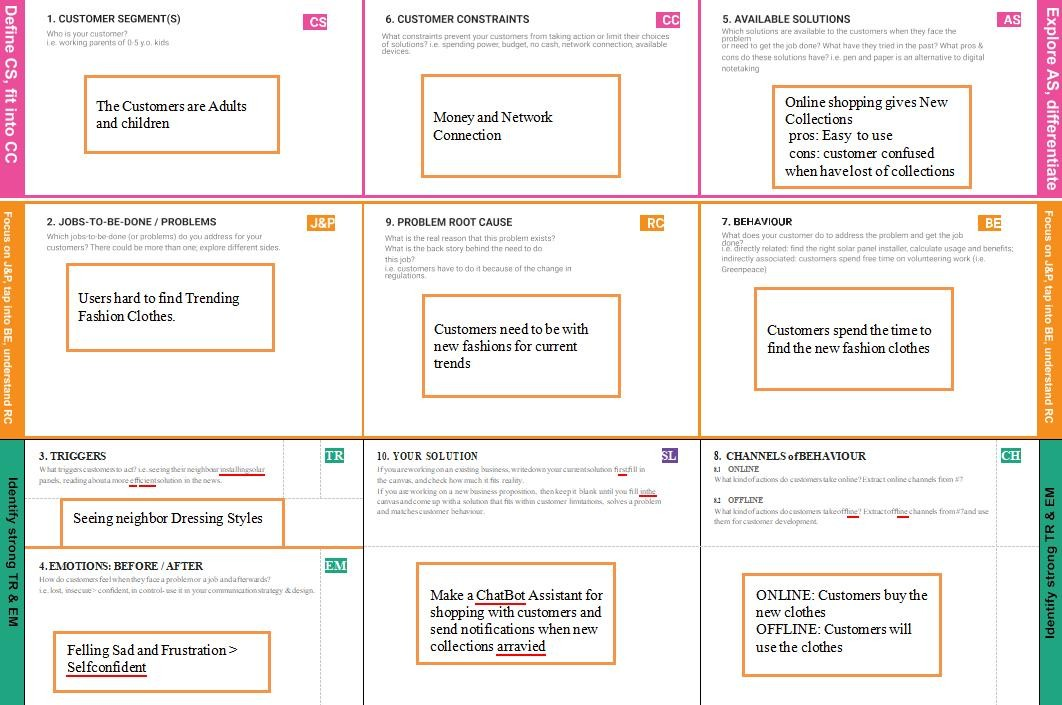 Define CS, fit into CC
1. CUSTOMER SEGMENT(S)
CS
Who is your customer?
i.e. working parents of 0-5 y.o. kids
The Customers are Adults
and children
6. CUSTOMER CONSTRAINTS
CC
What constraints prevent your customers from taking action or limit their choices
of solutions? i.e. spending power, budget, no cash, network connection, available
devices.
Money and Network
Connection
5. AVAILABLE SOLUTIONS
AS
Which solutions are available to the customers when they face the
problem
or need to get the job done? What have they tried in the past? What pros &
cons do these solutions have? i.e. pen and paper is an alternative to digital
notetaking
Online shopping gives New
Collections
pros: Easy to use
cons: customer confused
when have lost of collections
Explore AS, differentiate
Focus on J&P, tap into BE, understand RC
2. JOBS-TO-BE-DONE / PROBLEMS
J&P
Which jobs-to-be-done (or problems) do you address for your
customers? There could be more than one; explore different sides.
Users hard to find Trending
Fashion Clothes.
9. PROBLEM ROOT CAUSE
RC
What is the real reason that this problem exists?
What is the back story behind the need to do
this job?
i.e. customers have to do it because of the change in
regulations.
Customers need to be with
new fashions for current
trends
7. BEHAVIOUR
BE
What does your customer do to address the problem and get the job
done?
i.e. directly related: find the right solar panel installer, calculate usage and benefits;
indirectly associated: customers spend free time on volunteering work (i.e.
Greenpeace)
Customers spend the time to
find the new fashion clothes
Focus on J&P, tap into BE, understand RC
Identify strong TR & EM
3. TRIGGERS
TR
What triggers customers to act? i.e. seeing their neighbour installing solar
panels, reading about a more efficient solution in the news.
Seeing neighbor Dressing Styles
4. EMOTIONS: BEFORE / AFTER
EM
How do customers feel when they face a problem or a job and afterwards?
i.e. lost, insecure > confident, in control - use it in your communication strategy & design.
Felling Sad and Frustration >
Selfconfident
10. YOUR SOLUTION
SL
If you are working on an existing business, write down your current solution first, fill in
the canvas, and check how much it fits reality.
If you are working on a new business proposition, then keep it blank until you fill in the
canvas and come up with a solution that fits within customer limitations, solves a problem
and matches customer behaviour.
Make a ChatBot Assistant for
shopping with customers and
send notifications when new
collections arravied
8. CHANNELS of BEHAVIOUR
CH
8.1 ONLINE
What kind of actions do customers take online? Extract online channels from #7
8.2 OFFLINE
What kind of actions do customers take offline? Extract offline channels from #7 and use
them for customer development.
ONLINE: Customers buy the
new clothes
OFFLINE: Customers will
use the clothes
Identify strong TR & EM